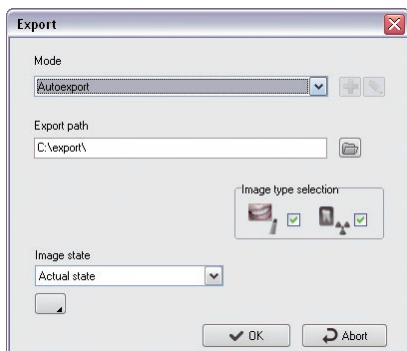 Export
Mode
Autoexport
Export path
C:\export\
Image type selection
Image state
Actual state
OK
Abort